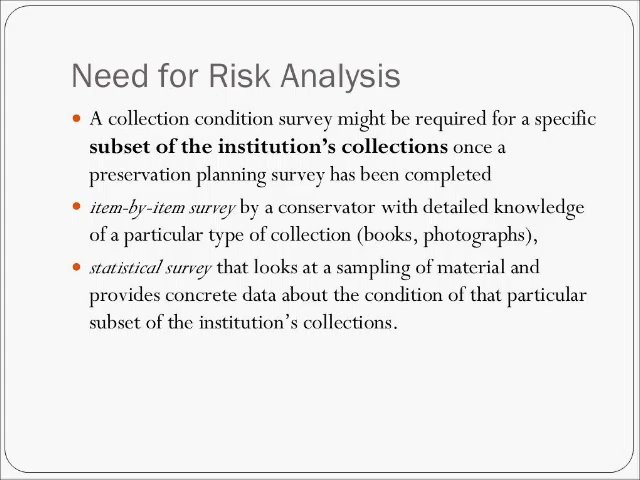 Need for Risk Analysis
A collection condition survey might be required for a specific
subset of the institution’s collections once a
preservation planning survey has been completed
item-by-item survey by a conservator with detailed knowledge
of a particular type of collection (books, photographs),
statistical survey that looks at a sampling of material and
provides concrete data about the condition of that particular
subset of the institution’s collections.